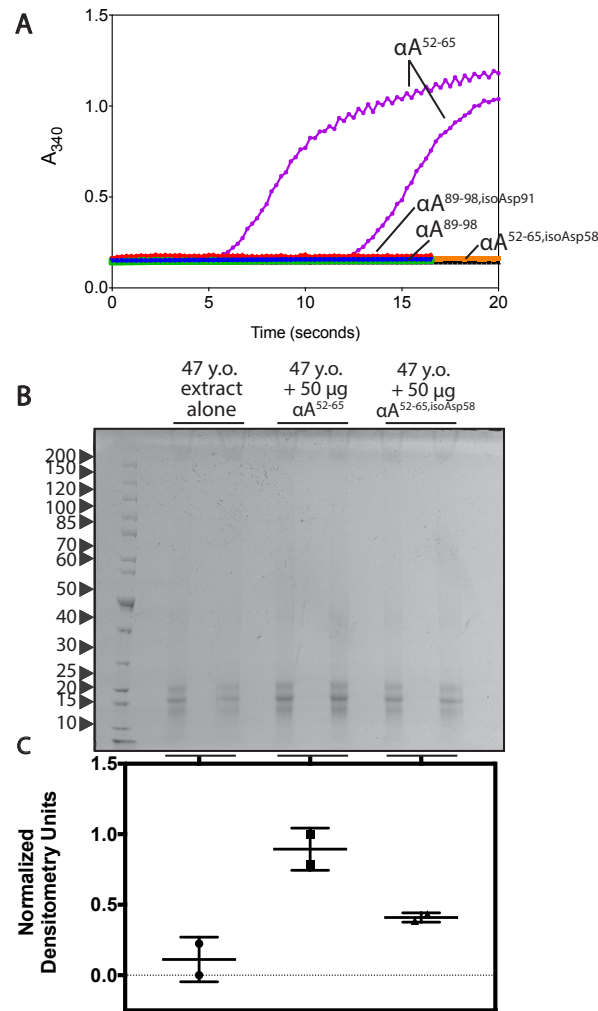 A
1.5
1.0
0.5
0.0
A340
αA52-65
αA89-98,isoAsp91
αA89-98
αA52-65,isoAsp58
0
5
10
15
20
Time (seconds)
B
47 y.o.
extract
alone
47 y.o.
+ 50 μg
αA52-65
47 y.o.
+ 50 μg
αA52-65,isoAsp58
200
150
120
100
85
70
60
50
40
30
25
20
15
10
C
1.5
1.0
0.5
0.0
Normalized
Densitometry Units